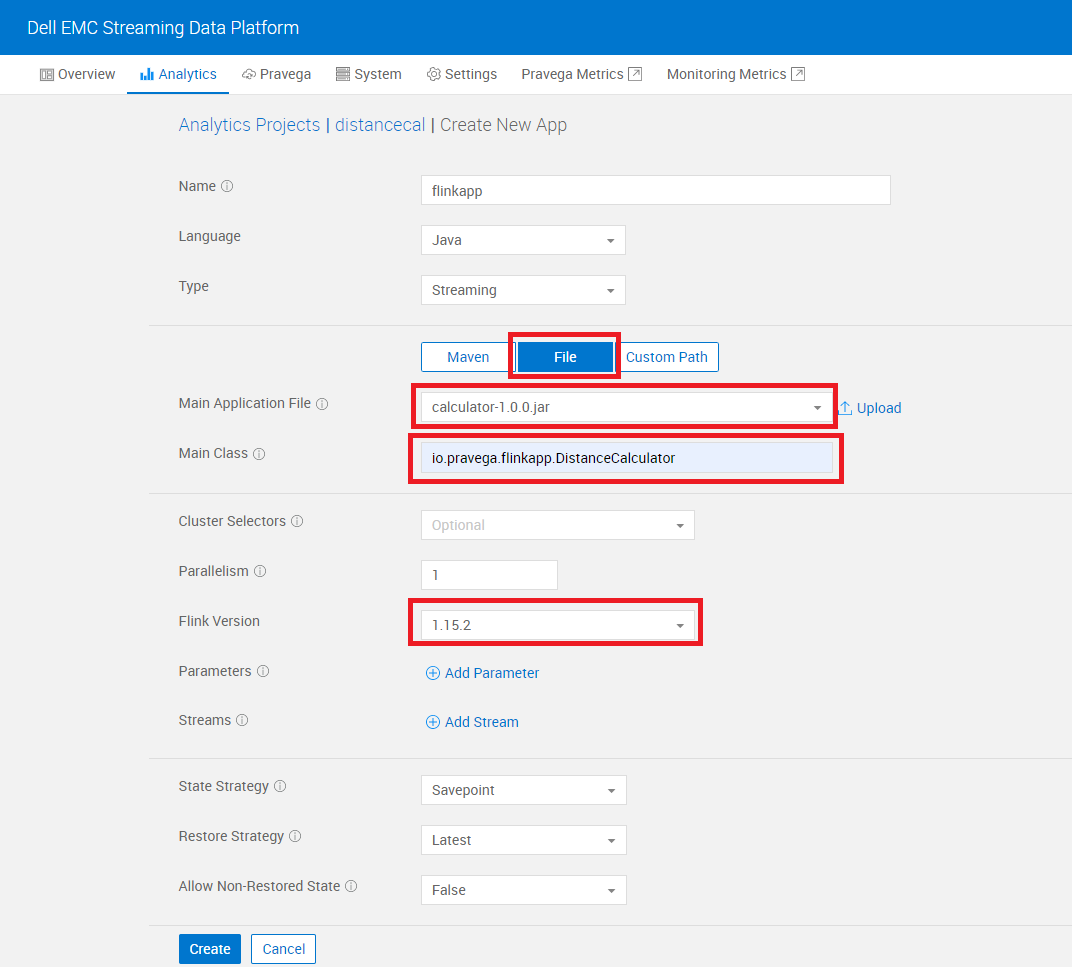 Dell EMC Streaming Data Platform
Overview Analytics Pravega System Settings Pravega Metrics Monitoring Metrics
Analytics Projects | distancecal | Create New App
Name flinkapp
Language Java
Type Streaming
Maven File Custom Path
Main Application File calculator-1.0.0.jar Upload
Main Class io.pravega.flinkapp.DistanceCalculator
Cluster Selectors Optional
Parallelism 1
Flink Version 1.15.2
Parameters Add Parameter
Streams Add Stream
State Strategy Savepoint
Restore Strategy Latest
Allow Non-Restored State False
Create Cancel